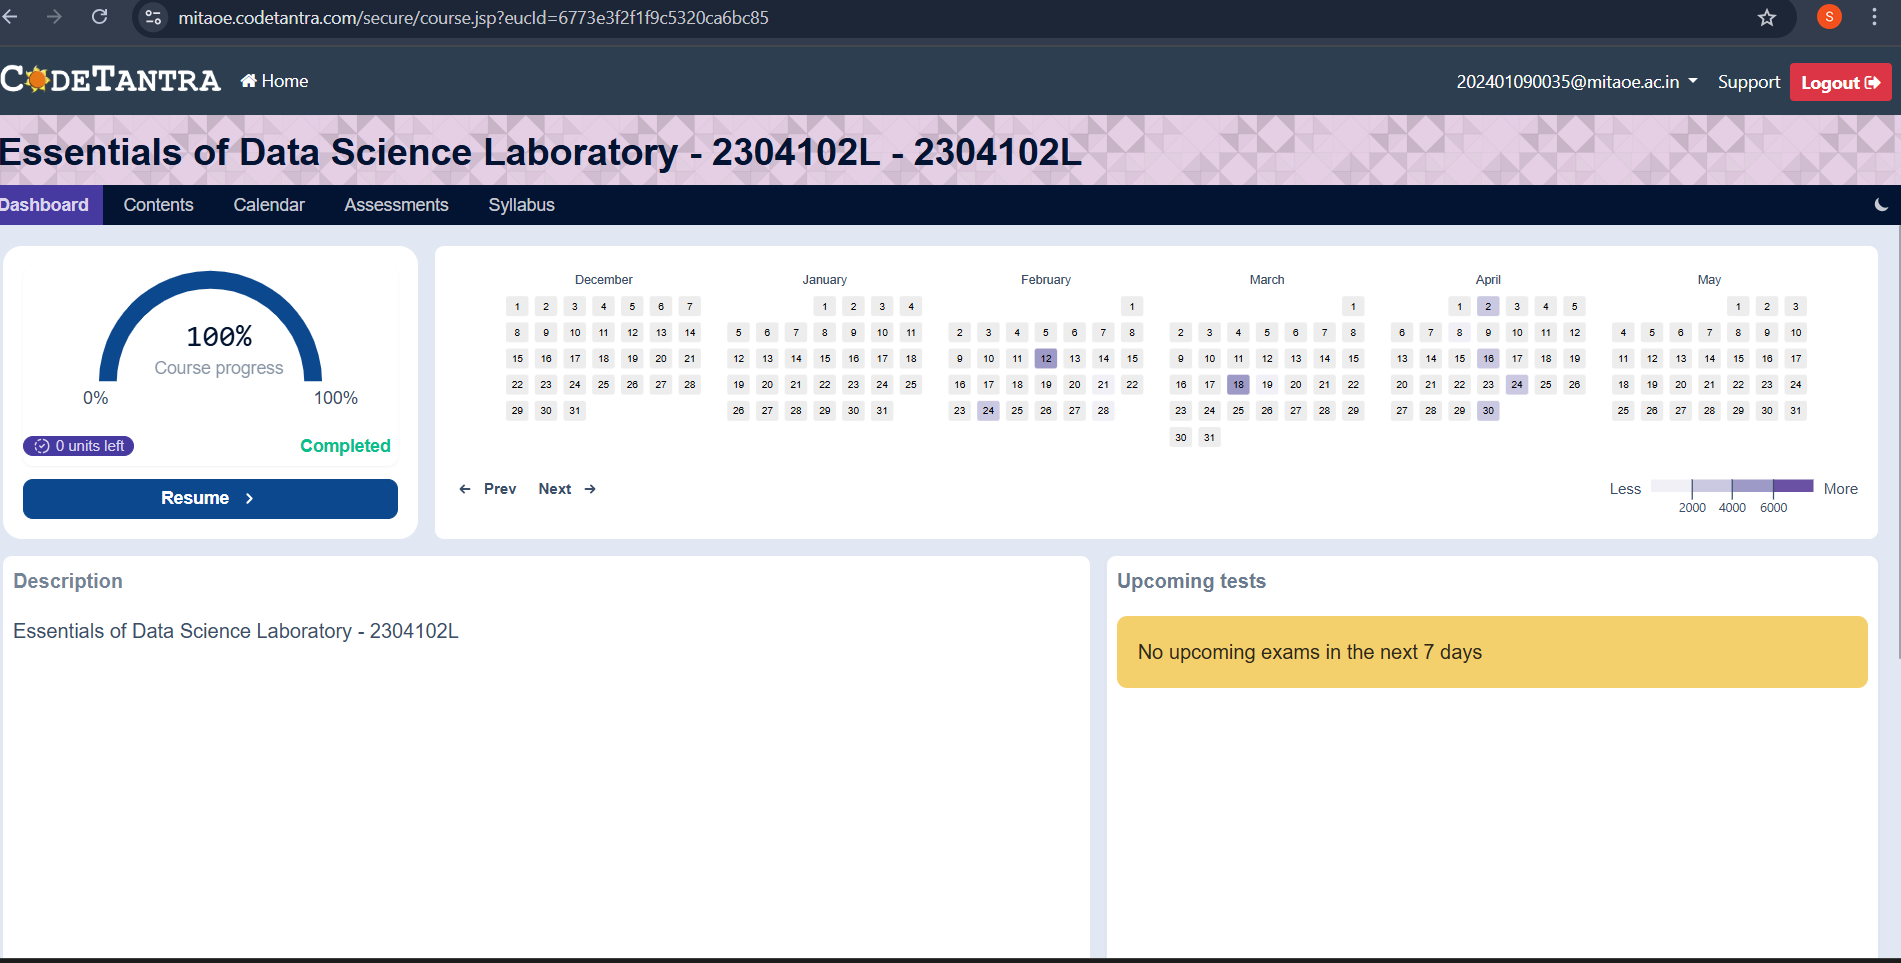 mitaoe.codetantra.com/secure/course.jsp?eucId=6773e3f2f1f9c5320ca6bc85
S
CODETANTRA
Home
202401090035@mitaoe.ac.in
Support
Logout
Essentials of Data Science Laboratory - 2304102L - 2304102L
Dashboard
Contents
Calendar
Assessments
Syllabus
100%
Course progress
0%
100%
0 units left
Completed
Resume
December
1 2 3 4 5 6 7
8 9 10 11 12 13 14
15 16 17 18 19 20 21
22 23 24 25 26 27 28
29 30 31
January
1 2 3 4
5 6 7 8 9 10 11
12 13 14 15 16 17 18
19 20 21 22 23 24 25
26 27 28 29 30 31
February
1
2 3 4 5 6 7 8
9 10 11 12 13 14 15
16 17 18 19 20 21 22
23 24 25 26 27 28
March
1
2 3 4 5 6 7 8
9 10 11 12 13 14 15
16 17 18 19 20 21 22
23 24 25 26 27 28 29
30 31
April
1 2 3 4 5
6 7 8 9 10 11 12
13 14 15 16 17 18 19
20 21 22 23 24 25 26
27 28 29 30
May
1 2 3
4 5 6 7 8 9 10
11 12 13 14 15 16 17
18 19 20 21 22 23 24
25 26 27 28 29 30 31
Prev
Next
Less
More
2000 4000 6000
Description
Essentials of Data Science Laboratory - 2304102L
Upcoming tests
No upcoming exams in the next 7 days